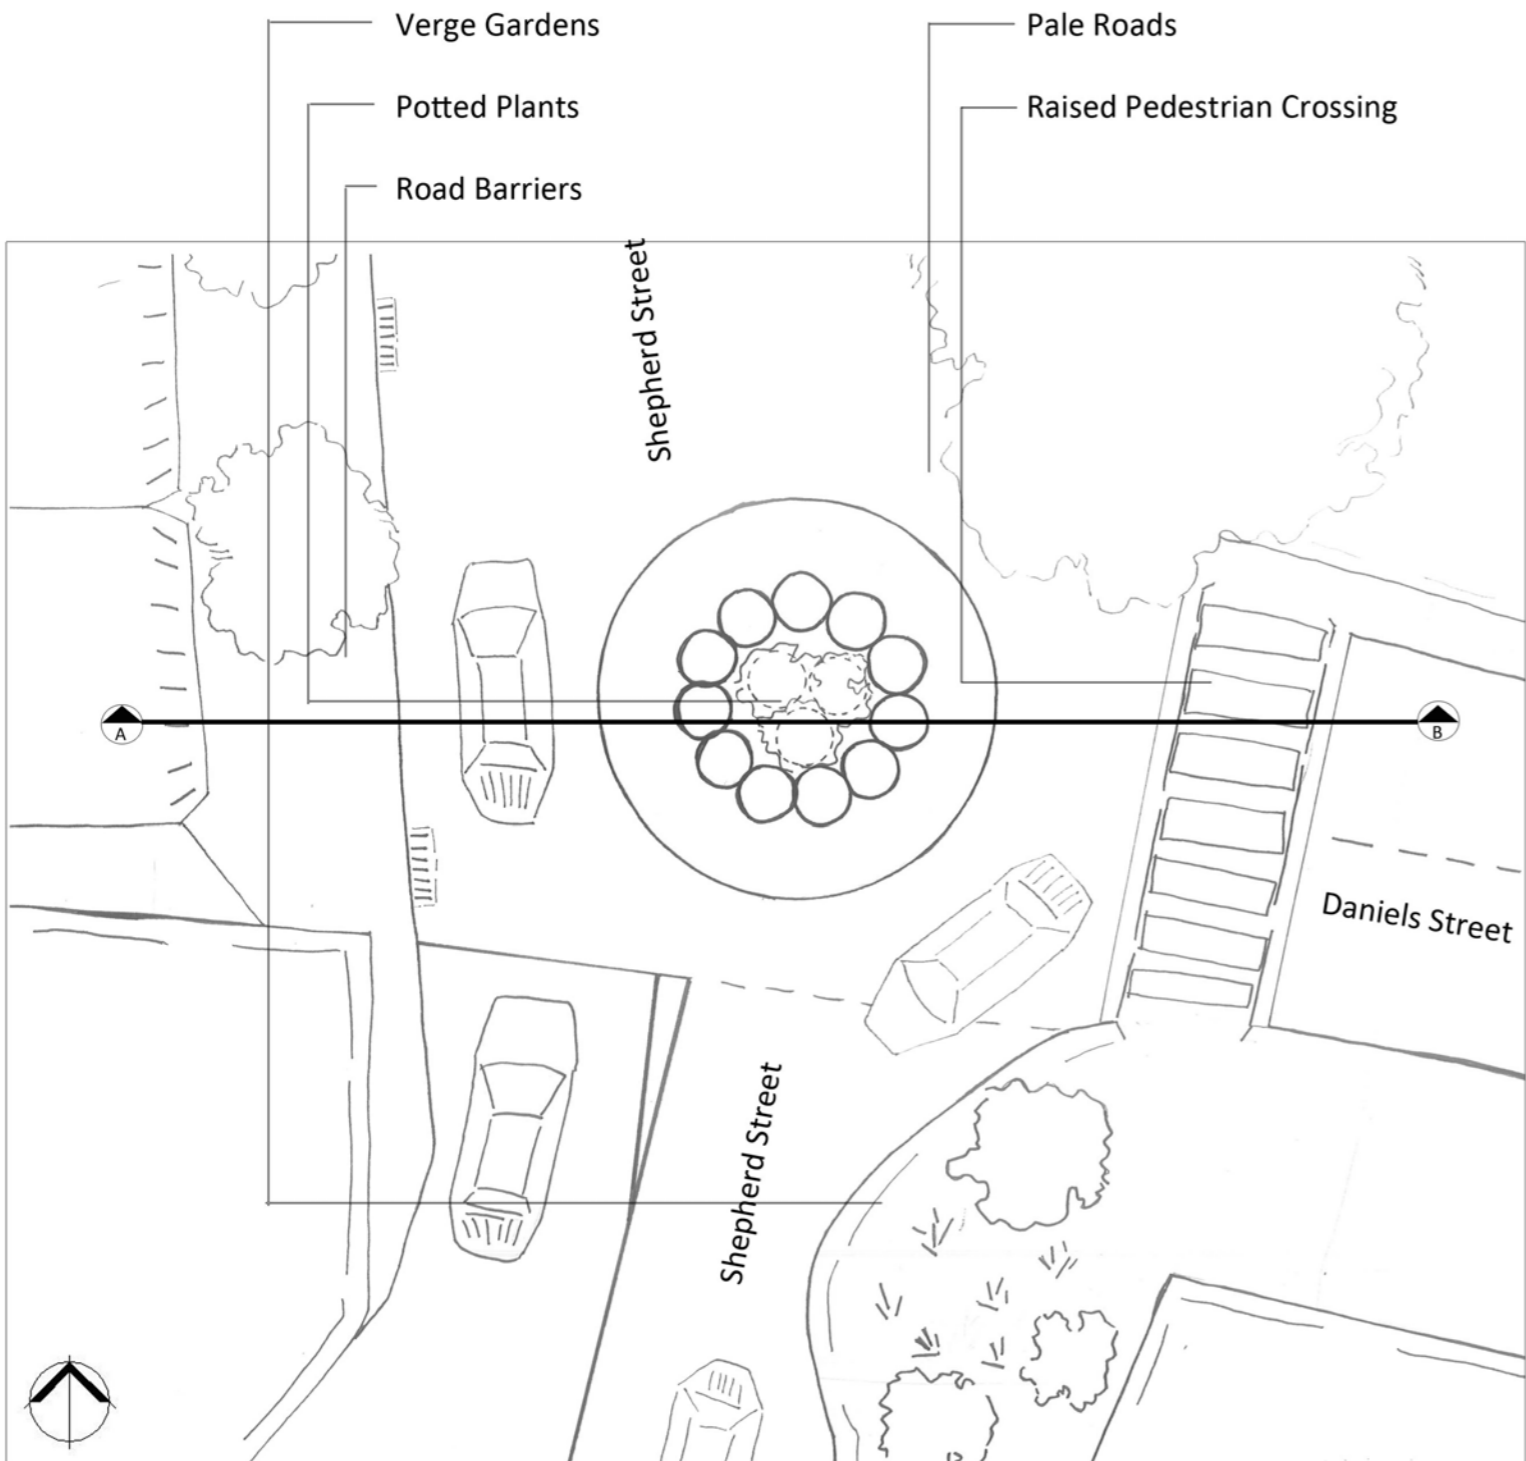 Verge Gardens
Pale Roads
Potted Plants
Raised Pedestrian Crossing
Road Barriers
Shepherd Street
A
B
Daniels Street
Shepherd Street